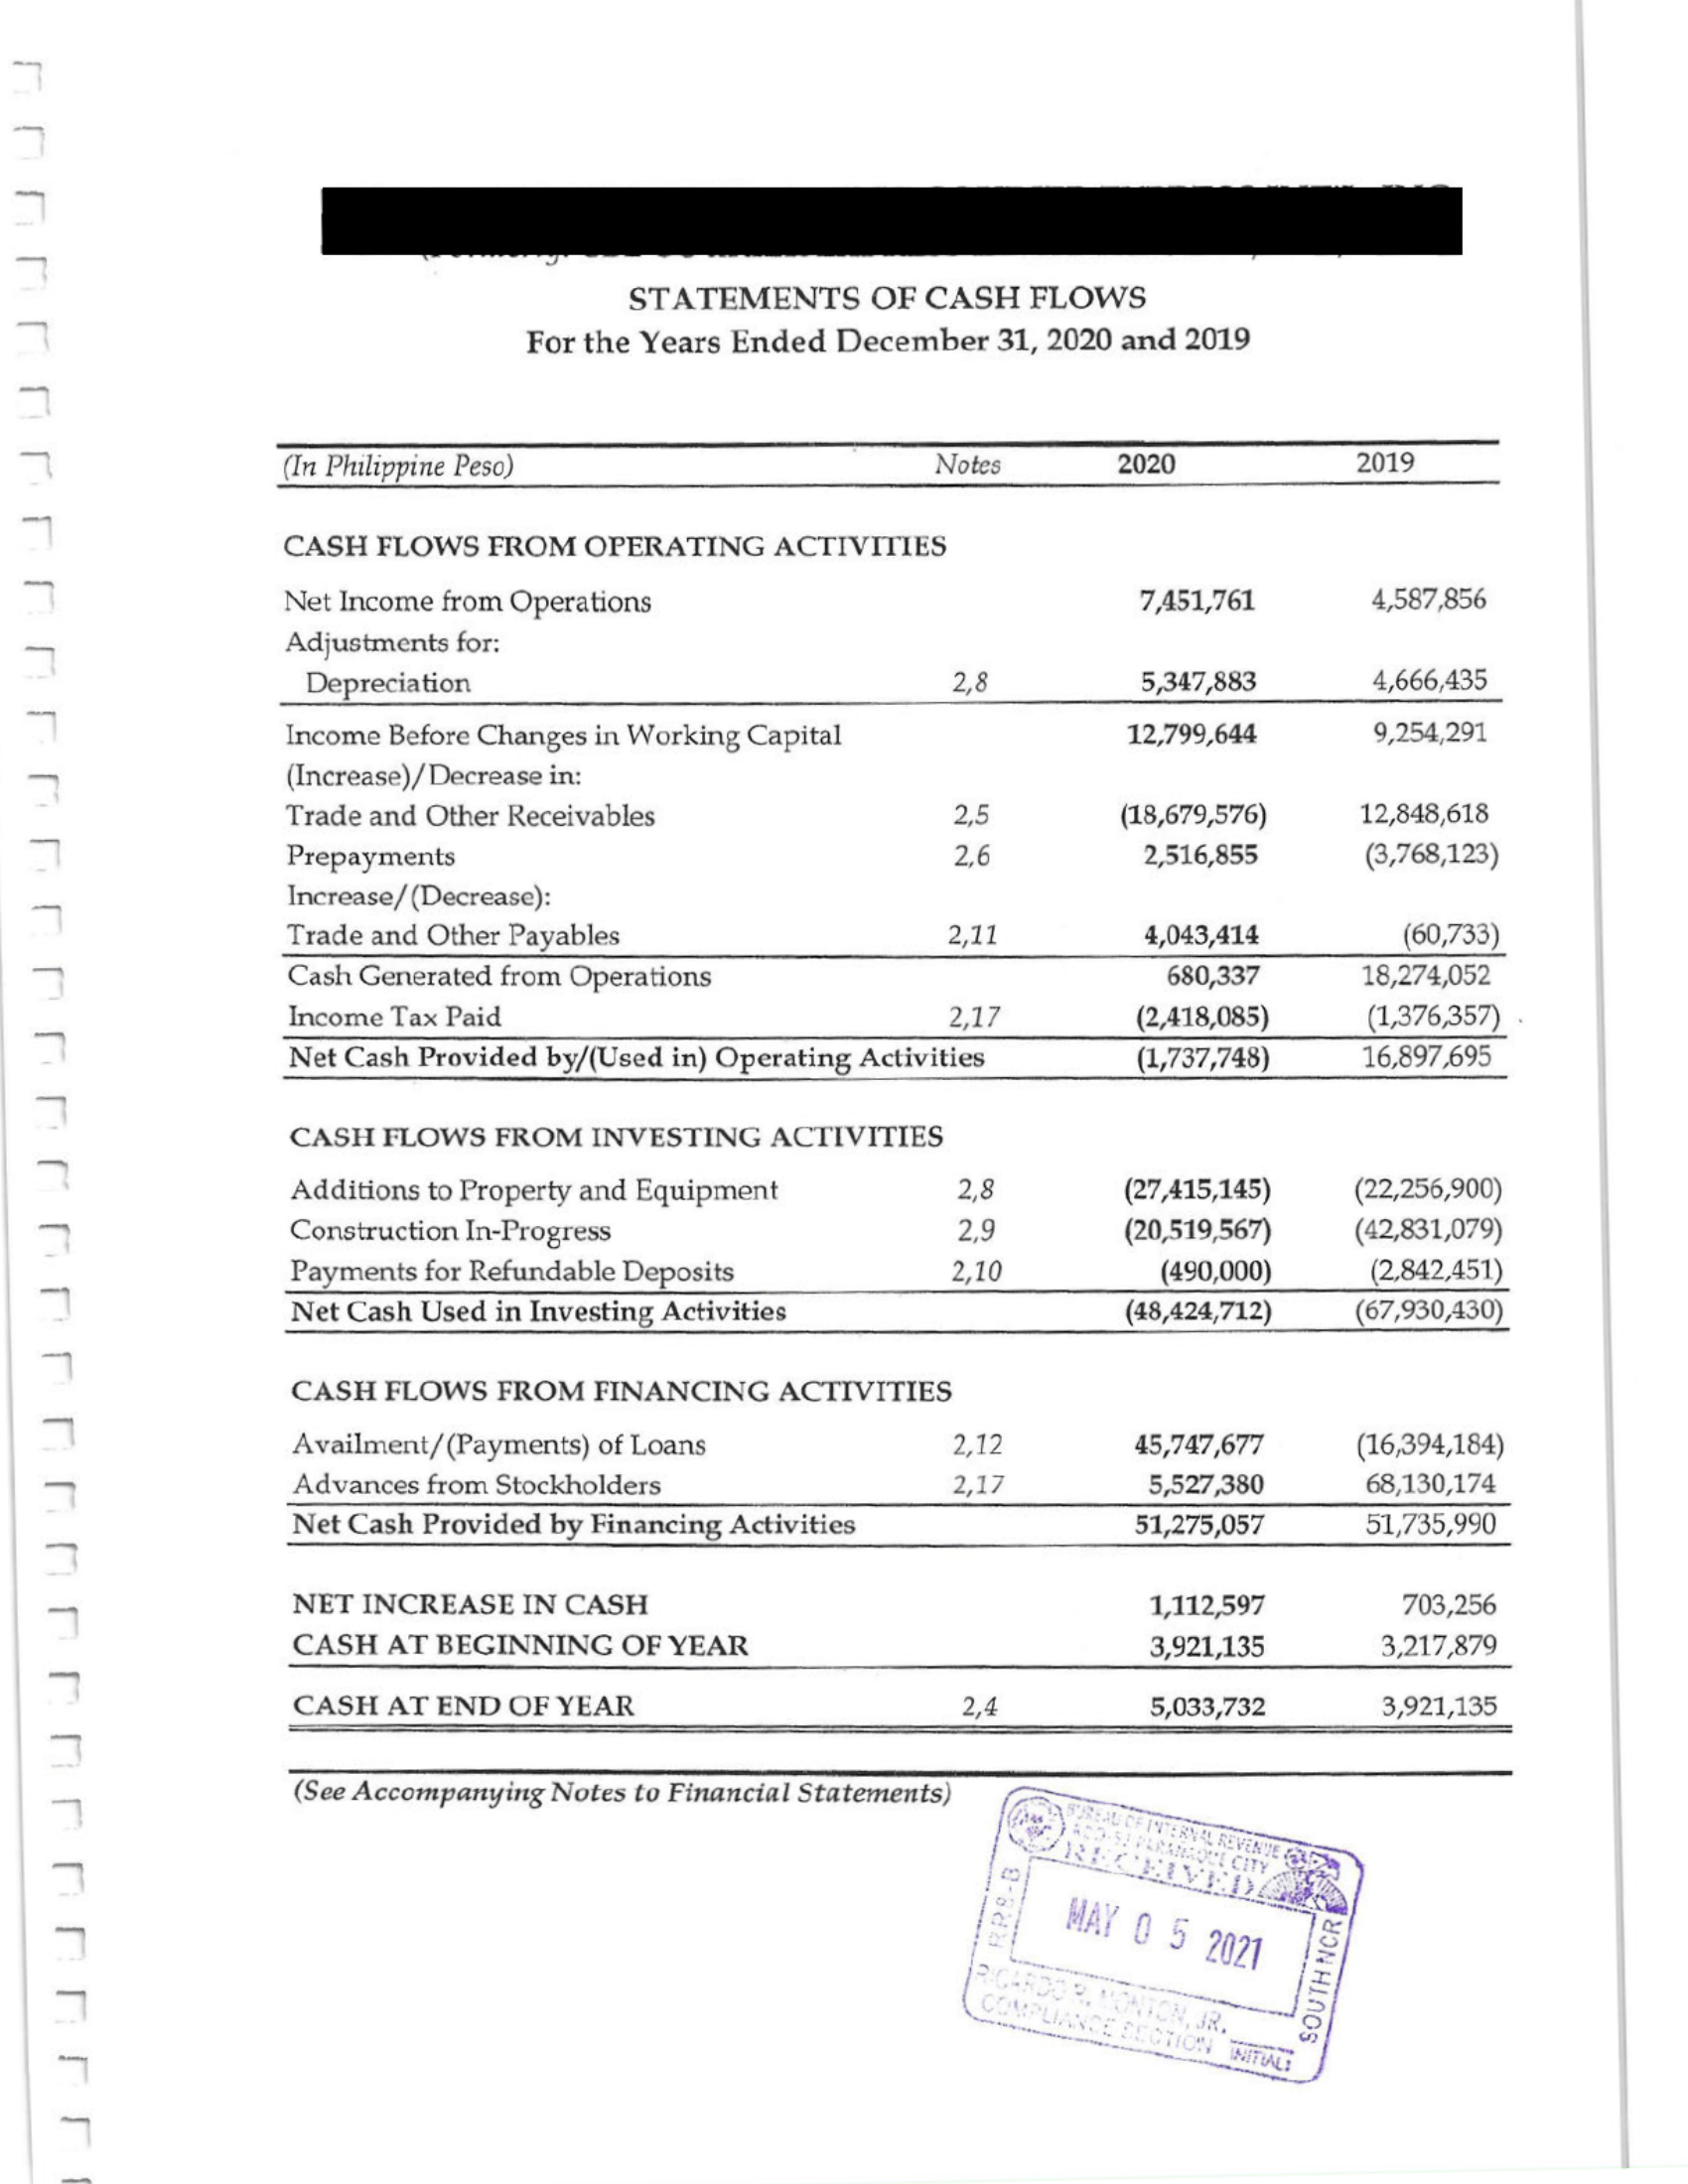 STATEMENTS OF CASH FLOWS
For the Years Ended December 31, 2020 and 2019
(In Philippine Peso) Notes 2020 2019
CASH FLOWS FROM OPERATING ACTIVITIES
Net Income from Operations 7,451,761 4,587,856
Adjustments for:
Depreciation 2,8 5,347,883 4,666,435
Income Before Changes in Working Capital 12,799,644 9,254,291
(Increase)/Decrease in:
Trade and Other Receivables 2,5 (18,679,576) 12,848,618
Prepayments 2,6 2,516,855 (3,768,123)
Increase/(Decrease):
Trade and Other Payables 2,11 4,043,414 (60,733)
Cash Generated from Operations 680,337 18,274,052
Income Tax Paid 2,17 (2,418,085) (1,376,357)
Net Cash Provided by/(Used in) Operating Activities (1,737,748) 16,897,695
CASH FLOWS FROM INVESTING ACTIVITIES
Additions to Property and Equipment 2,8 (27,415,145) (22,256,900)
Construction In-Progress 2,9 (20,519,567) (42,831,079)
Payments for Refundable Deposits 2,10 (490,000) (2,842,451)
Net Cash Used in Investing Activities (48,424,712) (67,930,430)
CASH FLOWS FROM FINANCING ACTIVITIES
Availment/(Payments) of Loans 2,12 45,747,677 (16,394,184)
Advances from Stockholders 2,17 5,527,380 68,130,174
Net Cash Provided by Financing Activities 51,275,057 51,735,990
NET INCREASE IN CASH 1,112,597 703,256
CASH AT BEGINNING OF YEAR 3,921,135 3,217,879
CASH AT END OF YEAR 2,4 5,033,732 3,921,135
(See Accompanying Notes to Financial Statements)
BUREAU OF INTERNAL REVENUE
CITY
RECEIVED
RR8-B
MAY 05 2021
SOUTH NCR
RICARDO R. MONTON, JR.
COMPLIANCE SECTION INITIAL: